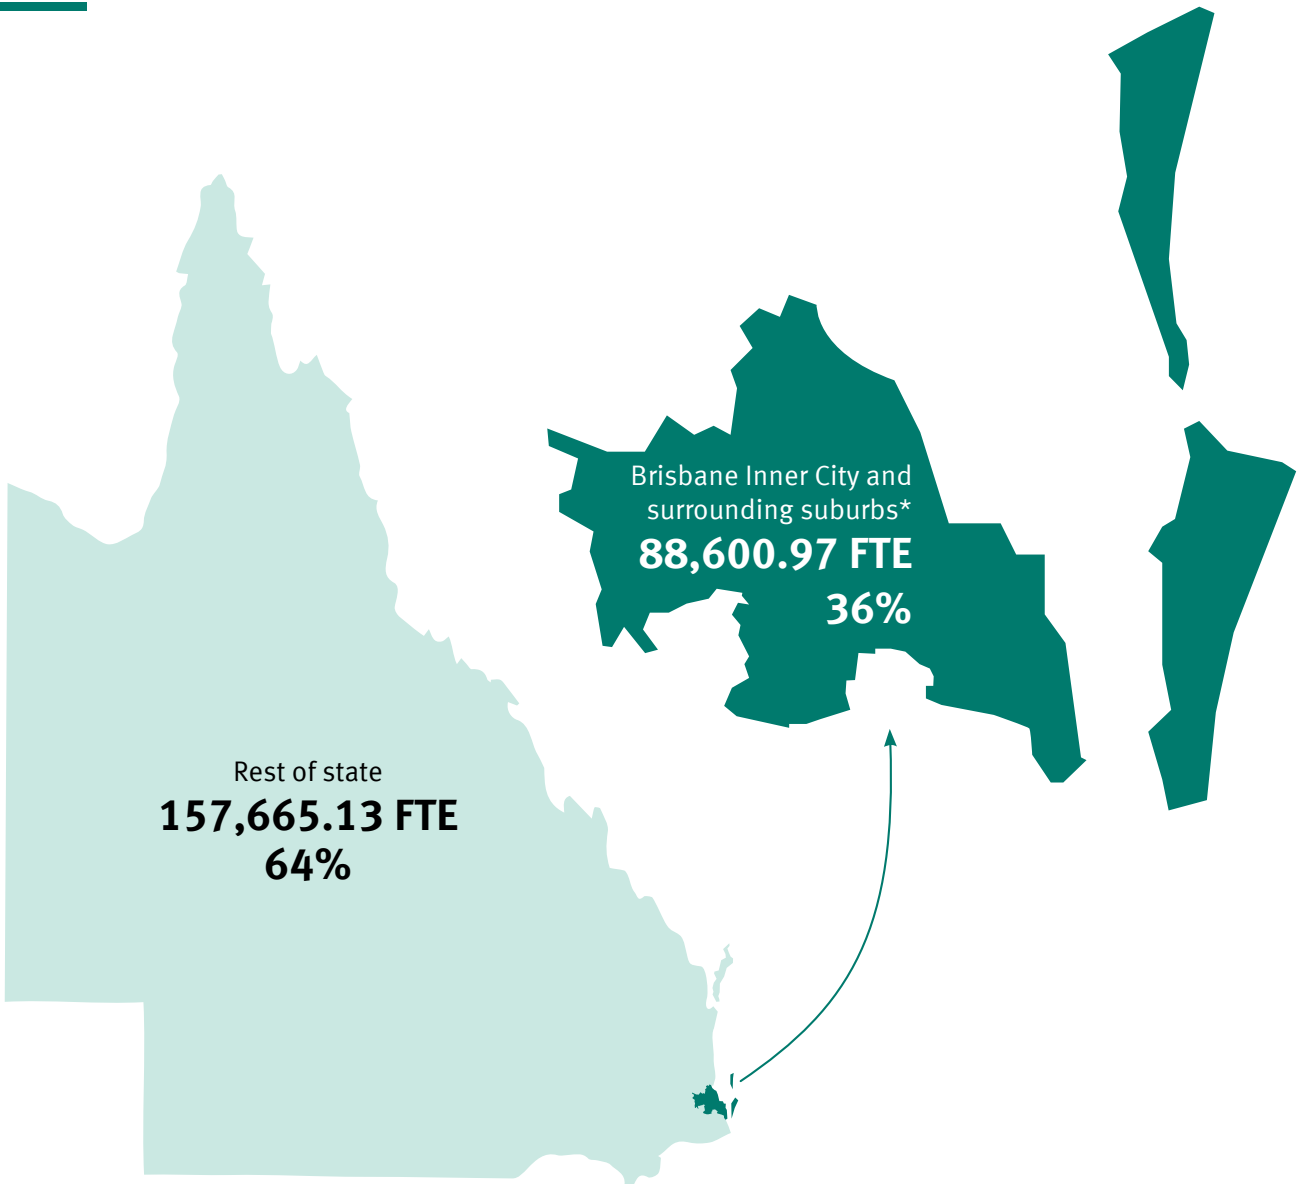 Brisbane Inner City and
surrounding suburbs*
88,600.97 FTE
36%
Rest of state
157,665.13 FTE
64%